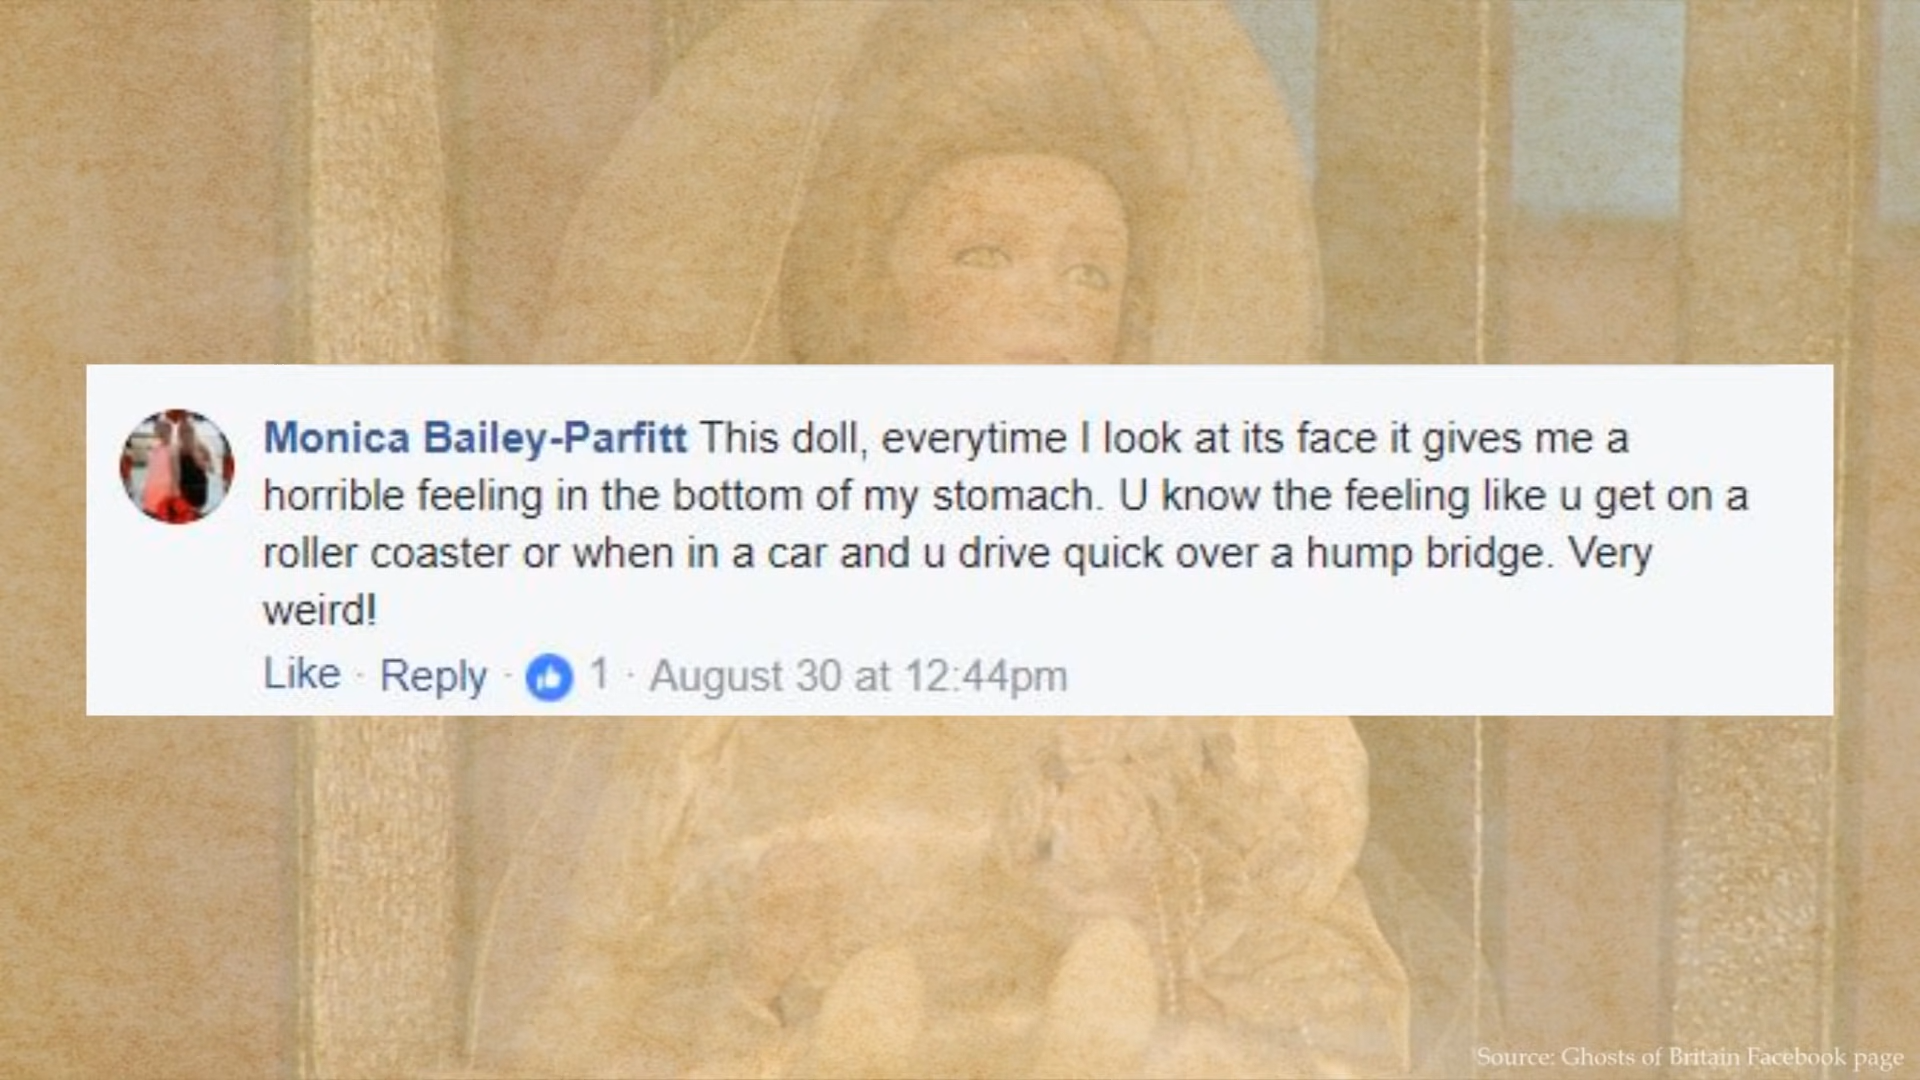 Monica Bailey-Parfitt This doll, everytime I look at its face it gives me a
horrible feeling in the bottom of my stomach. U know the feeling like u get on a
roller coaster or when in a car and u drive quick over a hump bridge. Very
weird!
Like · Reply · 1 · August 30 at 12:44pm
Source: Ghosts of Britain Facebook page